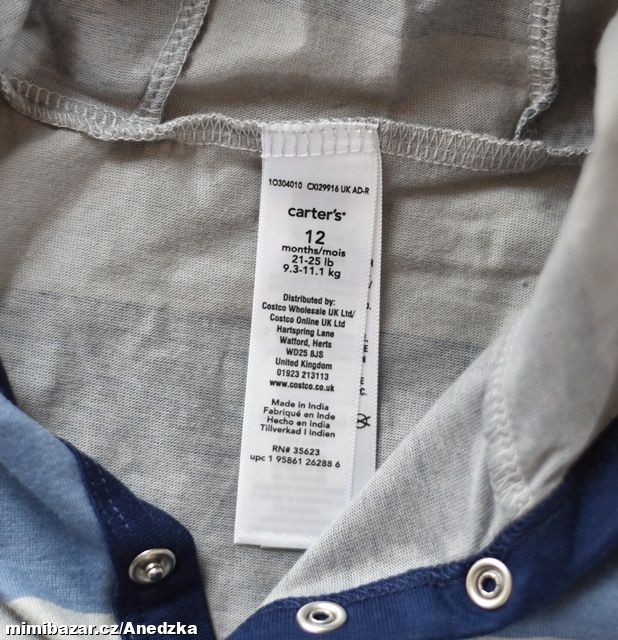 1O304010 CXI29916 UK AD-R
carter's
12
months/mois
21-25 lb
9.3-11.1 kg
Distributed by:
Costco Wholesale UK Ltd/
Costco Online UK Ltd
Hartspring Lane
Watford, Herts
WD25 8JS
United Kingdom
01923 213113
www.costco.co.uk
Made in India
Fabriqué en Inde
Hecho en India
Tillverkad I Indien
RN# 35623
upc 1 95861 26288 6
mimibazar.cz/Anedzka